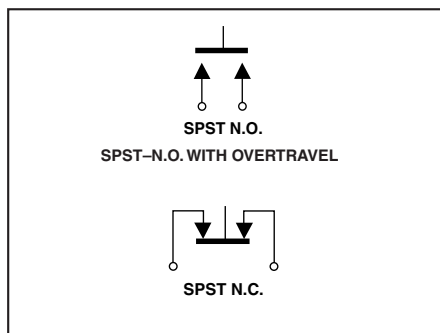 SPST N.O.
SPST–N.O. WITH OVERTRAVEL
SPST N.C.